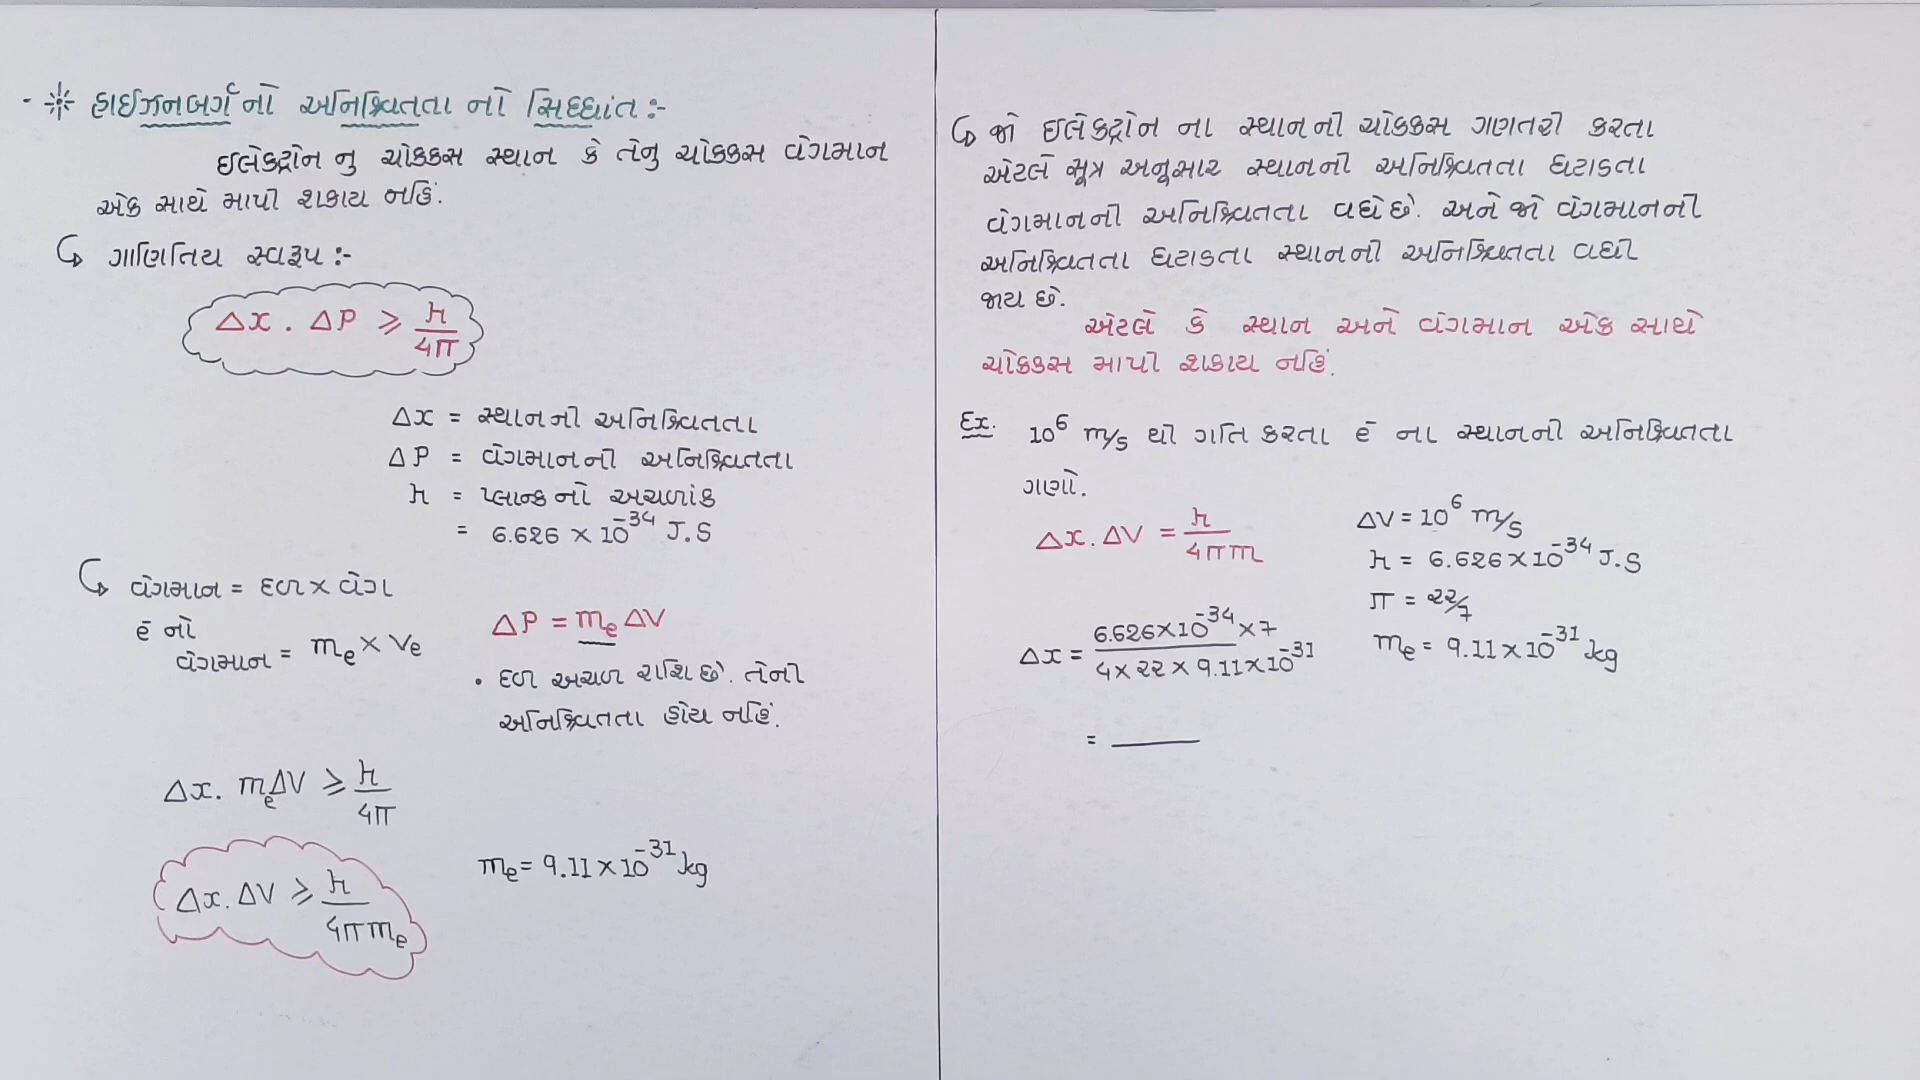 હાઈઝનબર્ગ નો અનિશ્ચિતતા નો સિધ્ધાંત :-
ઈલેક્ટ્રોન નુ ચોક્કસ સ્થાન કે તેનુ ચોક્કસ વેગમાન
એક સાથે માપી શકાય નહિં.
ગાણિતિય સ્વરૂપ :-
Δx . ΔP ⩾ h/4π
Δx = સ્થાનની અનિશ્ચિતતા
ΔP = વેગમાનની અનિશ્ચિતતા
h = પ્લાન્ક નો અચળાંક
= 6.626 × 10⁻³⁴ J.S
વેગમાન = દળ × વેગ
ē નો
વેગમાન = mₑ × vₑ
ΔP = mₑ ΔV
• દળ અચળ રાશિ છે. તેની
અનિશ્ચિતતા હોય નહિં.
Δx. mₑΔV ⩾ h/4π
Δx. ΔV ⩾ h/4π mₑ
mₑ = 9.11 × 10⁻³¹ kg
જો ઈલેક્ટ્રોન ના સ્થાનની ચોક્કસ ગણતરી કરતા
એટલે સૂત્ર અનૂસાર સ્થાનની અનિશ્ચિતતા ઘટાડતા
વેગમાનની અનિશ્ચિતતા વધે છે. અને જો વેગમાનની
અનિશ્ચિતતા ઘટાડતા સ્થાનની અનિશ્ચિતતા વધી
જાય છે.
એટલે કે સ્થાન અને વેગમાન એક સાથે
ચોક્કસ માપી શકાય નહિં.
Ex. 10⁶ m/s થી ગતિ કરતા ē ના સ્થાનની અનિશ્ચિતતા
ગણો.
Δx. ΔV = h/4πm
Δx = 6.626×10⁻³⁴ × 7 / 4 × 22 × 9.11×10⁻³¹
= ____
ΔV = 10⁶ m/s
h = 6.626 × 10⁻³⁴ J.S
π = 22/7
mₑ = 9.11 × 10⁻³¹ kg